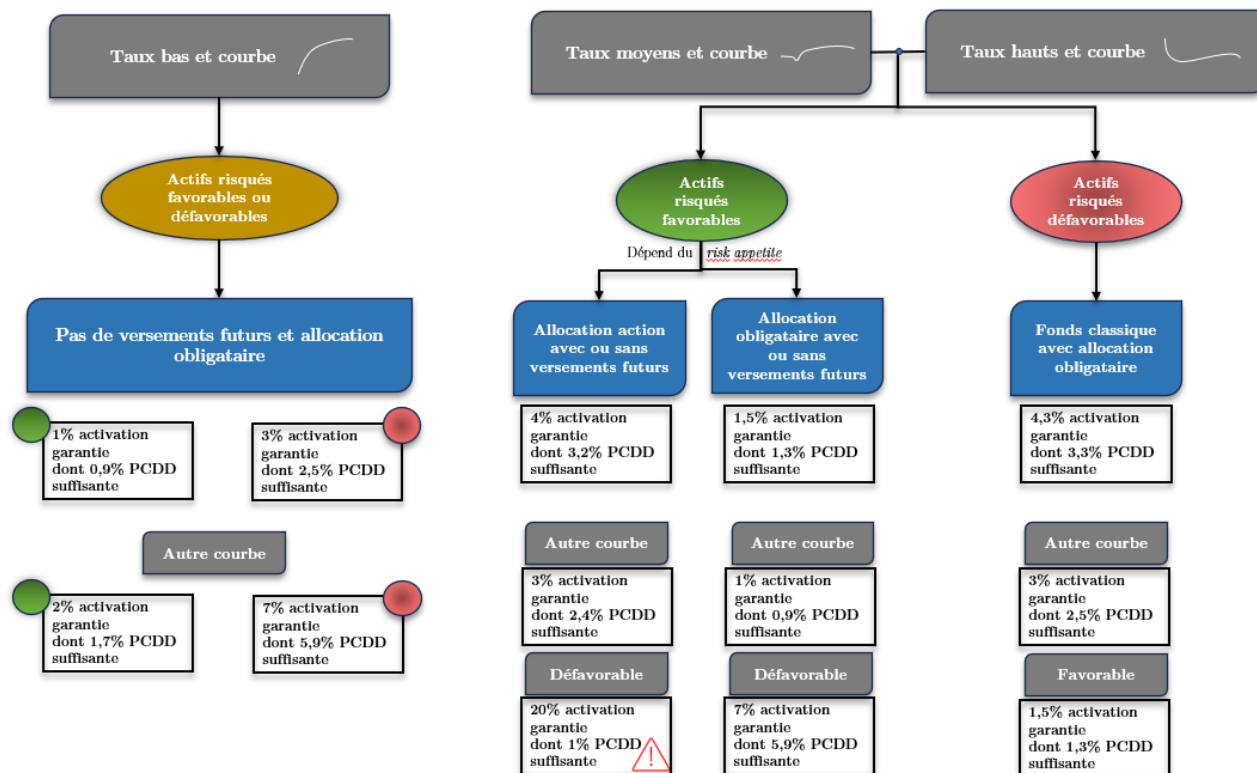 Taux bas et courbe
Taux moyens et courbe
Taux hauts et courbe
Actifs risqués
favorables ou
défavorables
Actifs
risqués
favorables
Actifs
risqués
défavorables
Dépend du risk appetite
Pas de versements futurs et allocation
obligataire
Allocation action
avec ou sans
versements futurs
Allocation
obligataire avec
ou sans
versements futurs
Fonds classique
avec allocation
obligataire
1% activation
garantie
dont 0,9% PCDD
suffisante
3% activation
garantie
dont 2,5% PCDD
suffisante
4% activation
garantie
dont 3,2% PCDD
suffisante
1,5% activation
garantie
dont 1,3% PCDD
suffisante
4,3% activation
garantie
dont 3,3% PCDD
suffisante
Autre courbe
2% activation
garantie
dont 1,7% PCDD
suffisante
7% activation
garantie
dont 5,9% PCDD
suffisante
Autre courbe
3% activation
garantie
dont 2,4% PCDD
suffisante
Autre courbe
1% activation
garantie
dont 0,9% PCDD
suffisante
Autre courbe
3% activation
garantie
dont 2,5% PCDD
suffisante
Défavorable
20% activation
garantie
dont 1% PCDD
suffisante
Défavorable
7% activation
garantie
dont 5,9% PCDD
suffisante
Favorable
1,5% activation
garantie
dont 1,3% PCDD
suffisante